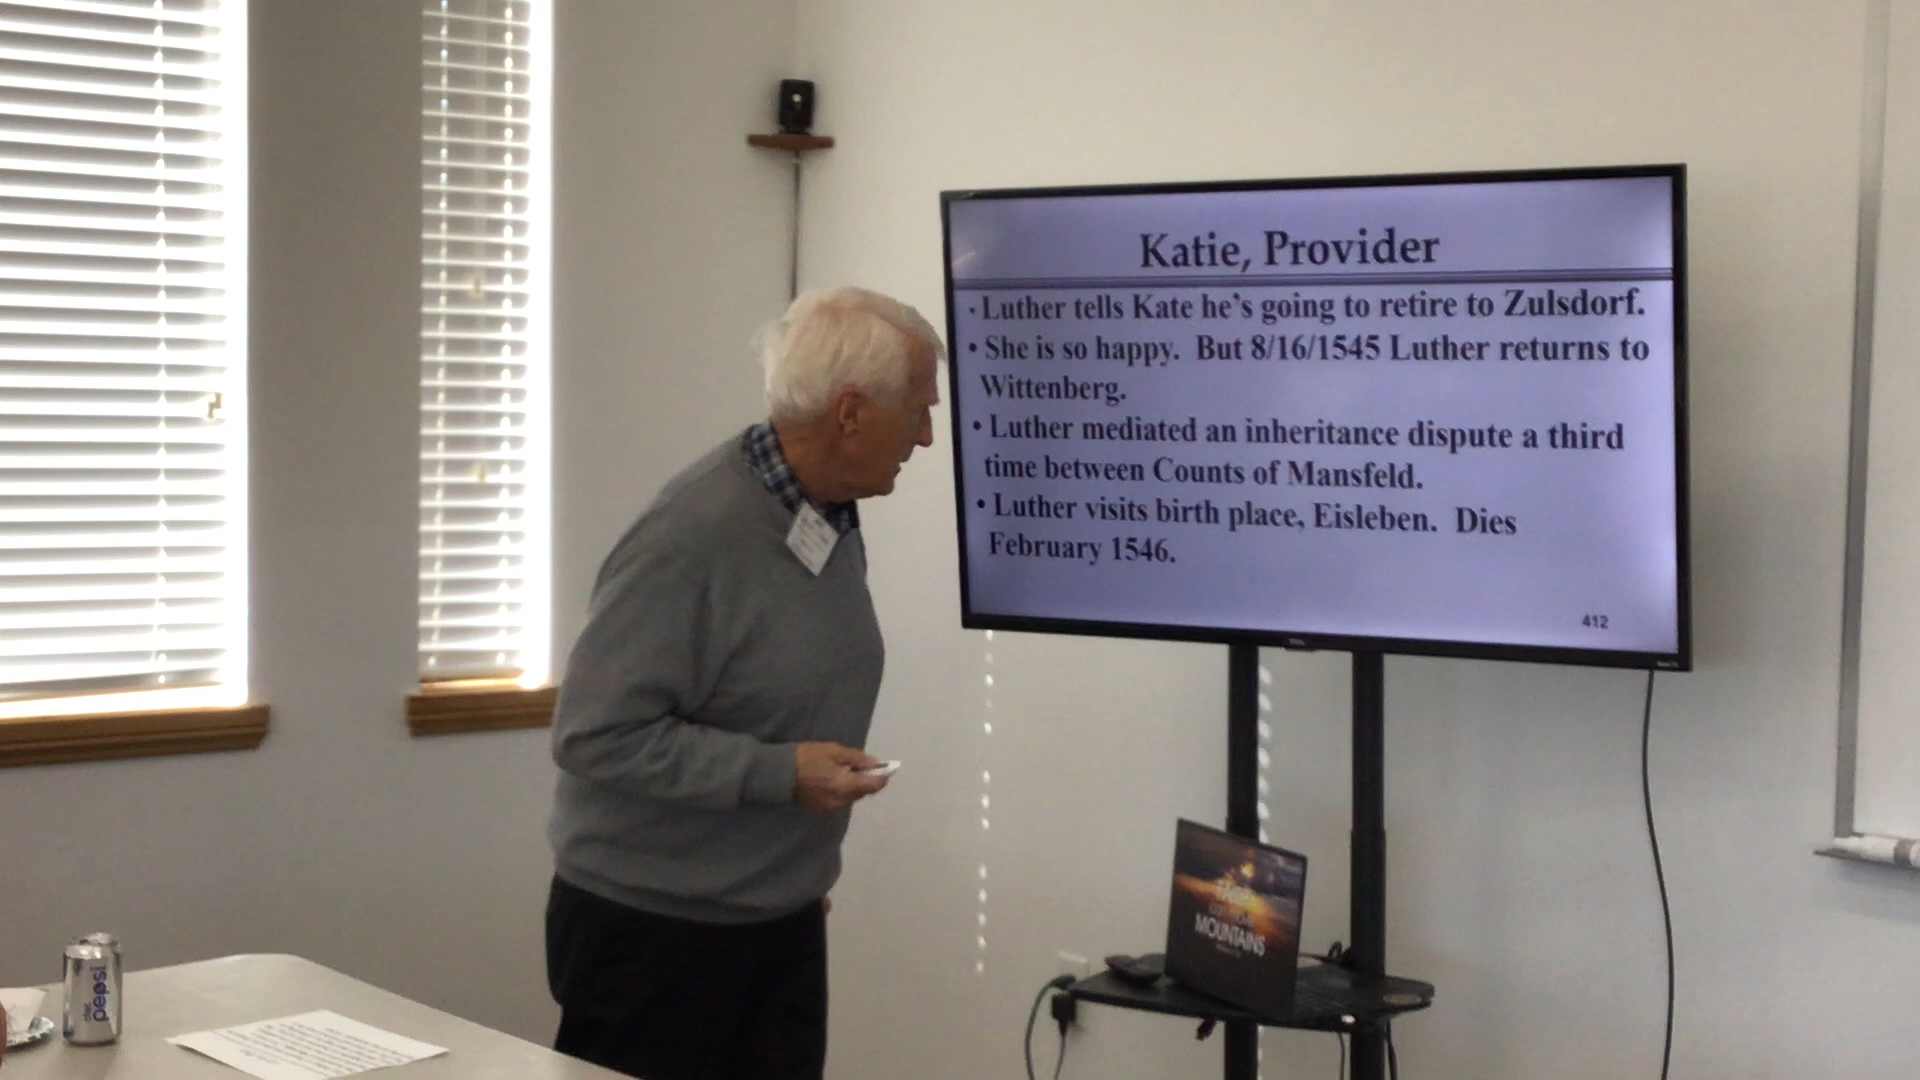 Katie, Provider
• Luther tells Kate he's going to retire to Zulsdorf.
• She is so happy. But 8/16/1545 Luther returns to
Wittenberg.
• Luther mediated an inheritance dispute a third
time between Counts of Mansfeld.
• Luther visits birth place, Eisleben. Dies
February 1546.
412
MOUNTAINS
diet
pepsi